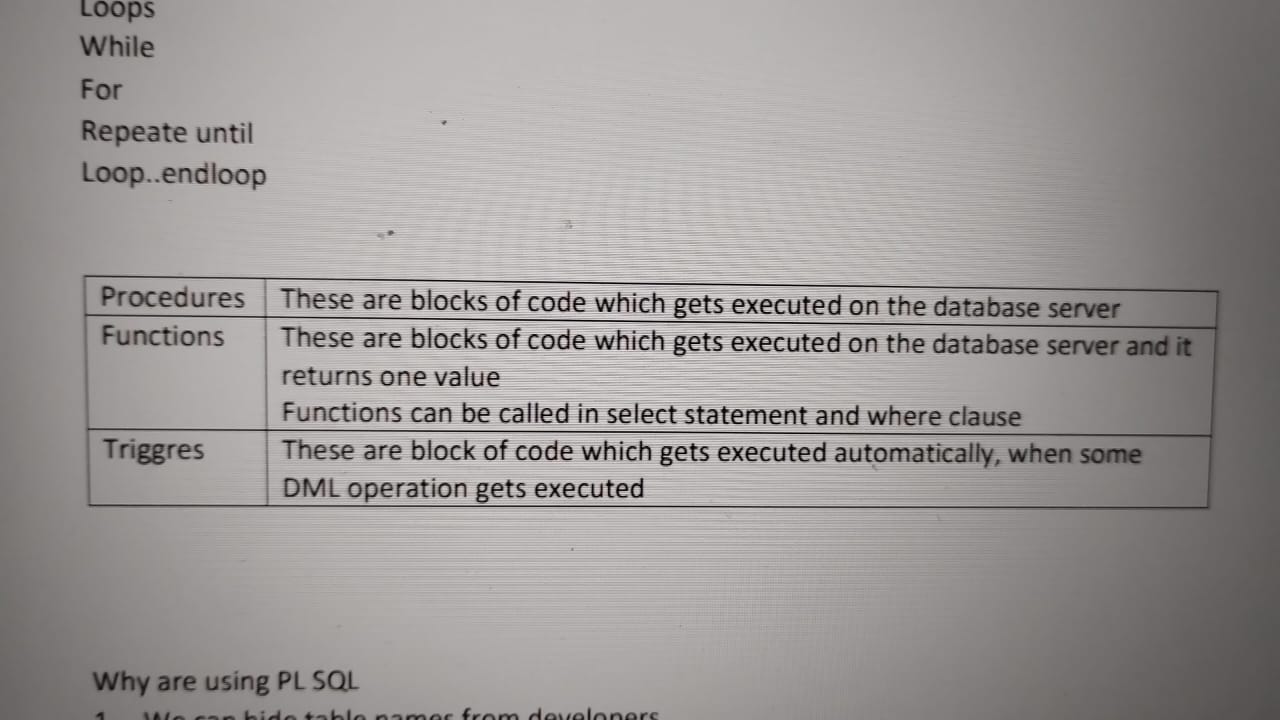 Loops
While
For
Repeate until
Loop..endloop
Procedures These are blocks of code which gets executed on the database server
Functions These are blocks of code which gets executed on the database server and it
returns one value
Functions can be called in select statement and where clause
Triggres These are block of code which gets executed automatically, when some
DML operation gets executed
Why are using PL SQL
1. We can hide table names from developers